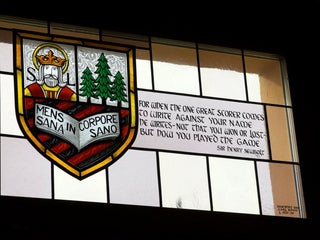 S L
MENS SANA IN CORPORE SANO
FOR WHEN THE ONE GREAT SCORER COMES
TO WRITE AGAINST YOUR NAME
HE WRITES-NOT THAT YOU WON OR LOST-
BUT HOW YOU PLAYED THE GAME
SIR HENRY NEWBOLT